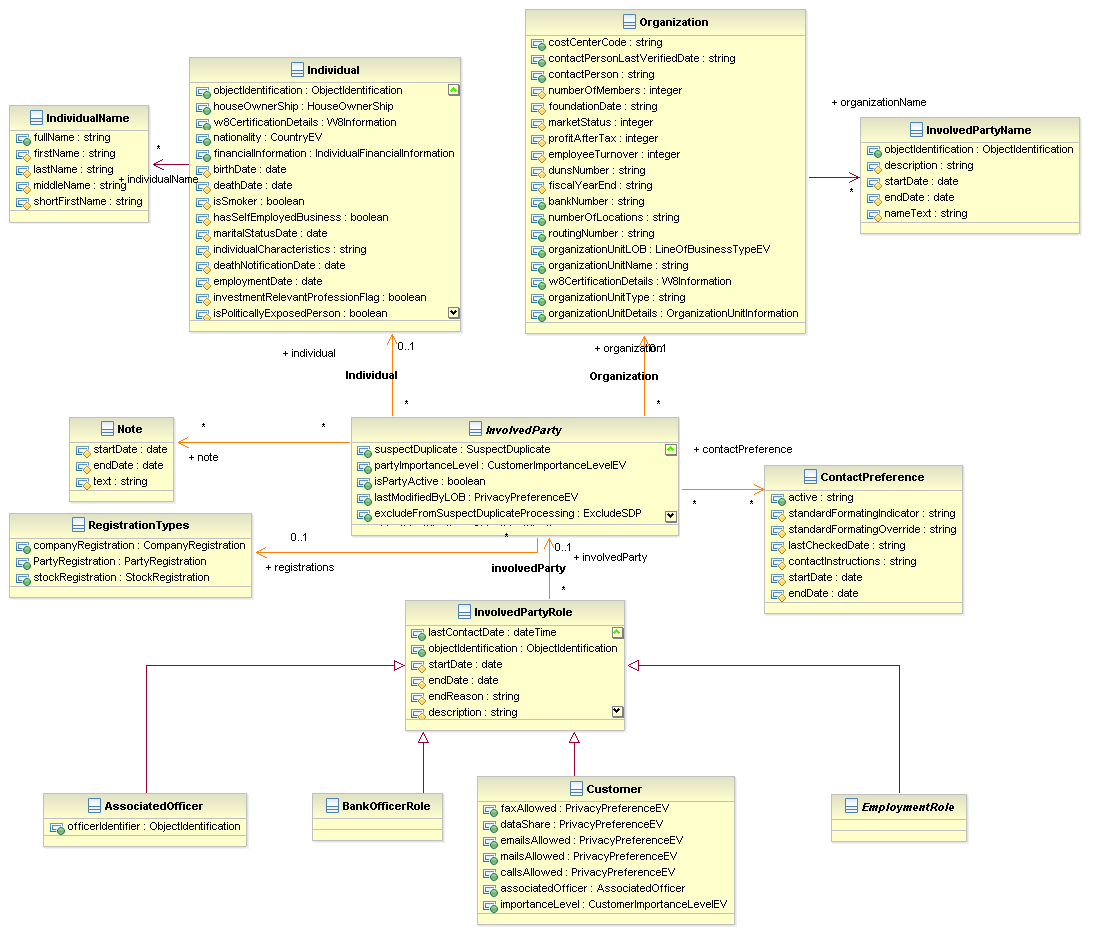 Organization
costCenterCode : string
contactPersonLastVerifiedDate : string
contactPerson : string
numberOfMembers : integer
foundationDate : string
marketStatus : integer
profitAfterTax : integer
employeeTurnover : integer
dunsNumber : string
fiscalYearEnd : string
bankNumber : string
numberOfLocations : string
routingNumber : string
organizationUnitLOB : LineOfBusinessTypeEV
organizationUnitName : string
w8CertificationDetails : W8Information
organizationUnitType : string
organizationUnitDetails : OrganizationUnitInformation
Individual
objectIdentification : ObjectIdentification
houseOwnerShip : HouseOwnerShip
w8CertificationDetails : W8Information
nationality : CountryEV
financialInformation : IndividualFinancialInformation
birthDate : date
deathDate : date
isSmoker : boolean
hasSelfEmployedBusiness : boolean
maritalStatusDate : date
individualCharacteristics : string
deathNotificationDate : date
employmentDate : date
investmentRelevantProfessionFlag : boolean
isPoliticallyExposedPerson : boolean
IndividualName
fullName : string
firstName : string
lastName : string
middleName : string
shortFirstName : string
*
+ individualName
+ organizationName
*
InvolvedPartyName
objectIdentification : ObjectIdentification
description : string
startDate : date
endDate : date
nameText : string
+ individual
0..1
Individual
*
+ organization
0..1
Organization
*
Note
startDate : date
endDate : date
text : string
*
*
+ note
InvolvedParty
suspectDuplicate : SuspectDuplicate
partyImportanceLevel : CustomerImportanceLevelEV
isPartyActive : boolean
lastModifiedByLOB : PrivacyPreferenceEV
excludeFromSuspectDuplicateProcessing : ExcludeSDP
+ contactPreference
*
*
ContactPreference
active : string
standardFormatingIndicator : string
standardFormatingOverride : string
lastCheckedDate : string
contactInstructions : string
startDate : date
endDate : date
RegistrationTypes
companyRegistration : CompanyRegistration
PartyRegistration : PartyRegistration
stockRegistration : StockRegistration
0..1
*
+ registrations
0..1
+ involvedParty
involvedParty
*
InvolvedPartyRole
lastContactDate : dateTime
objectIdentification : ObjectIdentification
startDate : date
endDate : date
endReason : string
description : string
AssociatedOfficer
officerIdentifier : ObjectIdentification
BankOfficerRole
Customer
faxAllowed : PrivacyPreferenceEV
dataShare : PrivacyPreferenceEV
emailsAllowed : PrivacyPreferenceEV
mailsAllowed : PrivacyPreferenceEV
callsAllowed : PrivacyPreferenceEV
associatedOfficer : AssociatedOfficer
importanceLevel : CustomerImportanceLevelEV
EmploymentRole